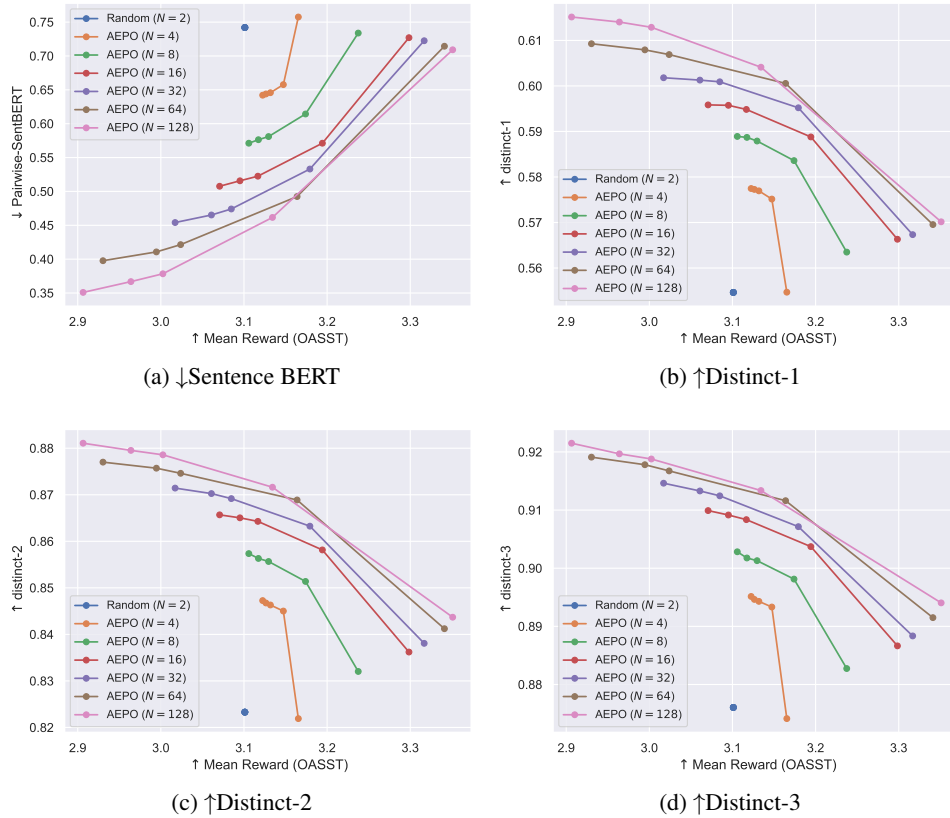 0.75
0.70
0.65
0.60
0.55
0.50
0.45
0.40
0.35
↓ Pairwise-SentBERT
Random (N = 2)
AEPO (N = 4)
AEPO (N = 8)
AEPO (N = 16)
AEPO (N = 32)
AEPO (N = 64)
AEPO (N = 128)
2.9 3.0 3.1 3.2 3.3
↑ Mean Reward (OASST)
(a) ↓Sentence BERT
0.61
0.60
0.59
0.58
0.57
0.56
↑ distinct-1
Random (N = 2)
AEPO (N = 4)
AEPO (N = 8)
AEPO (N = 16)
AEPO (N = 32)
AEPO (N = 64)
AEPO (N = 128)
2.9 3.0 3.1 3.2 3.3
↑ Mean Reward (OASST)
(b) ↑Distinct-1
0.88
0.87
0.86
0.85
0.84
0.83
0.82
↑ distinct-2
Random (N = 2)
AEPO (N = 4)
AEPO (N = 8)
AEPO (N = 16)
AEPO (N = 32)
AEPO (N = 64)
AEPO (N = 128)
2.9 3.0 3.1 3.2 3.3
↑ Mean Reward (OASST)
(c) ↑Distinct-2
0.92
0.91
0.90
0.89
0.88
↑ distinct-3
Random (N = 2)
AEPO (N = 4)
AEPO (N = 8)
AEPO (N = 16)
AEPO (N = 32)
AEPO (N = 64)
AEPO (N = 128)
2.9 3.0 3.1 3.2 3.3
↑ Mean Reward (OASST)
(d) ↑Distinct-3